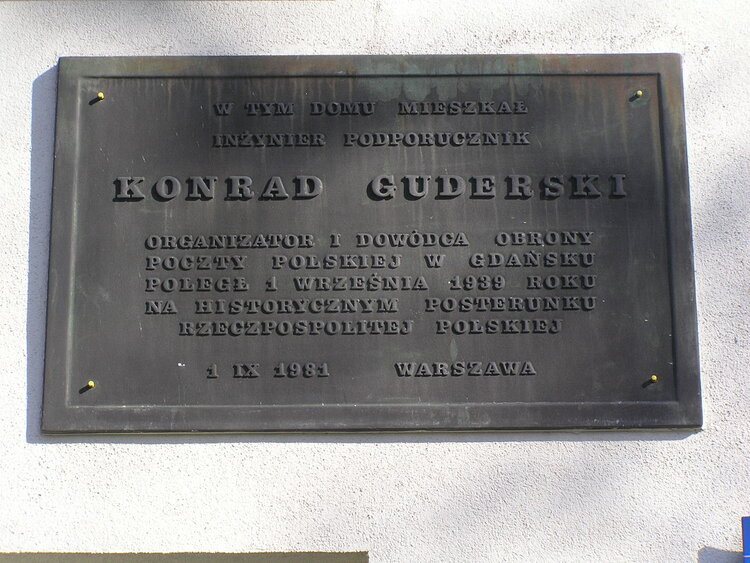 W TYM DOMU MIESZKAŁ
INŻYNIER PODPORUCZNIK
KONRAD GUDERSKI
ORGANIZATOR I DOWÓDCA OBRONY
POCZTY POLSKIEJ W GDAŃSKU
POLEGŁ 1 WRZEŚNIA 1939 ROKU
NA HISTORYCZNYM POSTERUNKU
RZECZPOSPOLITEJ POLSKIEJ
1 IX 1981 WARSZAWA